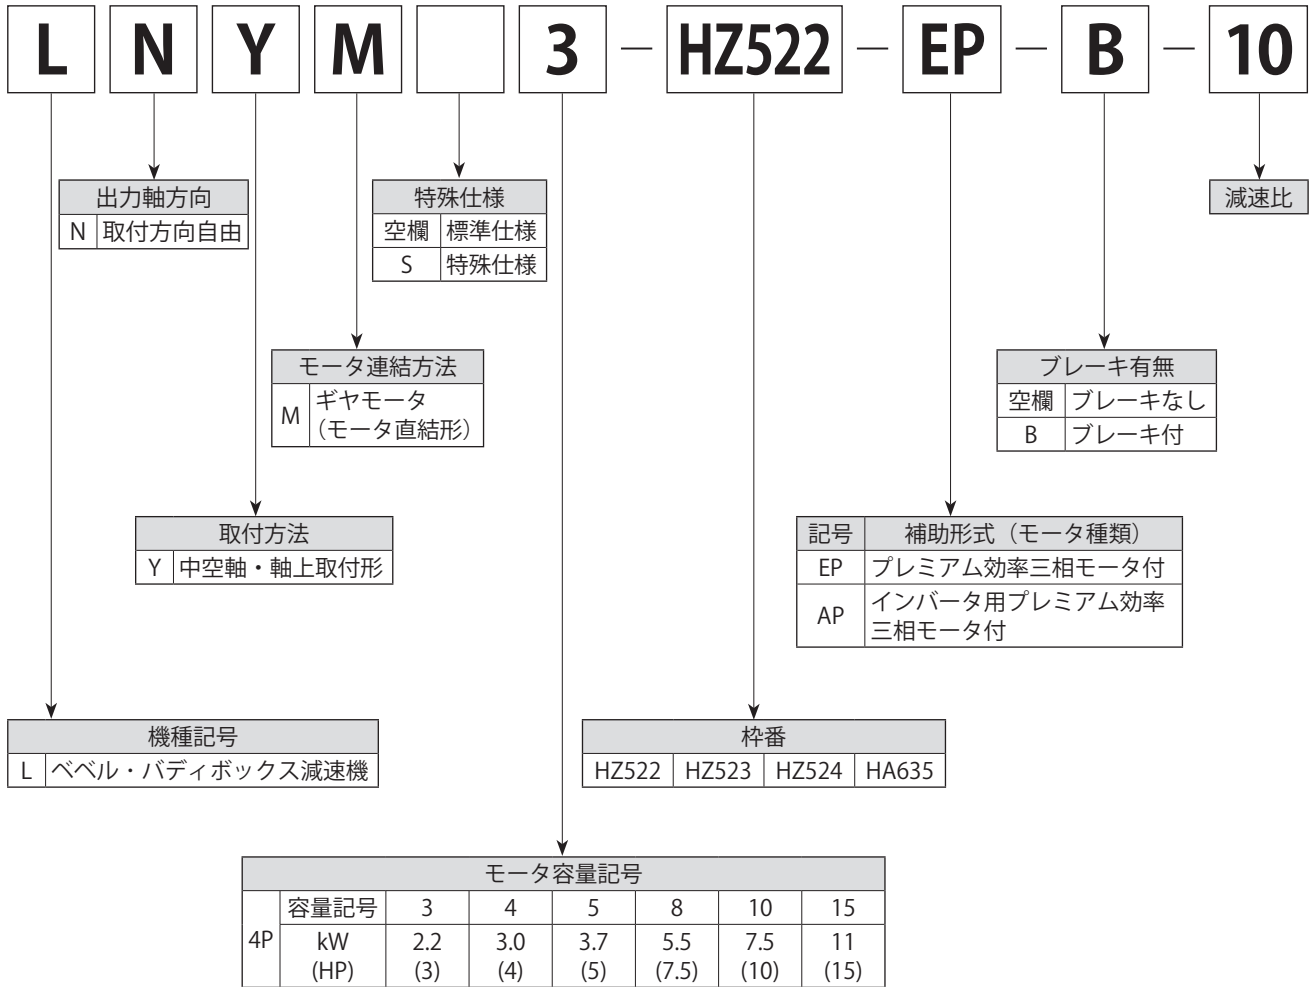 L N Y M 3 — HZ522 — EP — B — 10
出力軸方向
N 取付方向自由
特殊仕様
空欄 標準仕様
S 特殊仕様
減速比
モータ連結方法
M ギヤモータ
（モータ直結形）
ブレーキ有無
空欄 ブレーキなし
B ブレーキ付
取付方法
Y 中空軸・軸上取付形
記号 補助形式（モータ種類）
EP プレミアム効率三相モータ付
AP インバータ用プレミアム効率
三相モータ付
機種記号
L ベベル・バディボックス減速機
枠番
HZ522 HZ523 HZ524 HA635
モータ容量記号
4P 容量記号 3 4 5 8 10 15
kW 2.2 3.0 3.7 5.5 7.5 11
(HP) (3) (4) (5) (7.5) (10) (15)